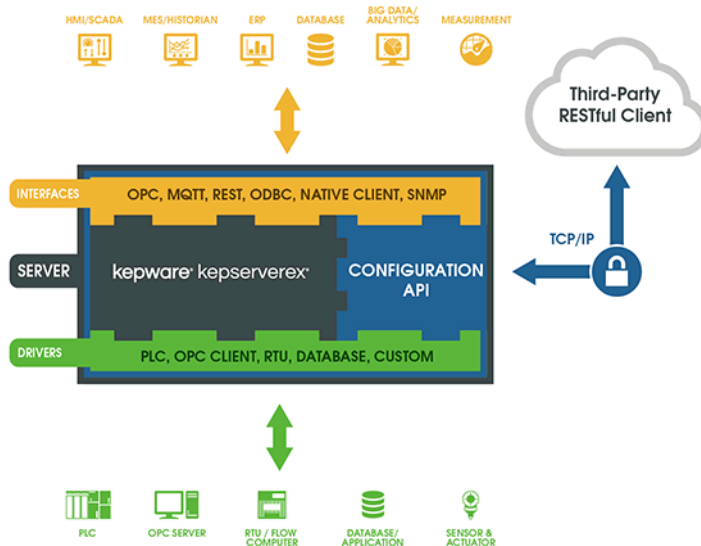 HMI/SCADA
MES/HISTORIAN
ERP
DATABASE
BIG DATA/
ANALYTICS
MEASUREMENT
Third-Party
RESTful Client
INTERFACES
OPC, MQTT, REST, ODBC, NATIVE CLIENT, SNMP
TCP/IP
SERVER
kepware® kepserverex®
CONFIGURATION
API
DRIVERS
PLC, OPC CLIENT, RTU, DATABASE, CUSTOM
PLC
OPC SERVER
RTU / FLOW
COMPUTER
DATABASE/
APPLICATION
SENSOR &
ACTUATOR